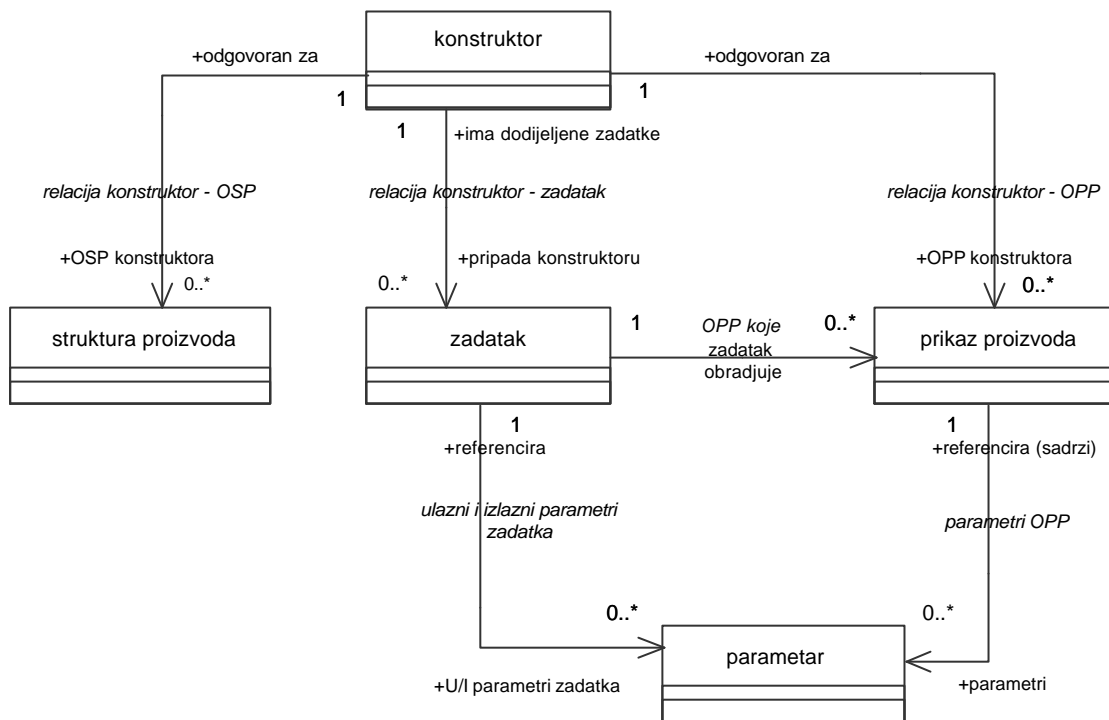 konstruktor
+odgovoran za
+odgovoran za
1
1
1
+ima dodijeljene zadatke
relacija konstruktor - OSP
relacija konstruktor - zadatak
relacija konstruktor - OPP
+OSP konstruktora
+pripada konstruktoru
+OPP konstruktora
0..*
0..*
0..*
struktura proizvoda
zadatak
prikaz proizvoda
1
OPP koje
zadatak
obradjuje
0..*
1
+referencira
1
+referencira (sadrzi)
ulazni i izlazni parametri
zadatka
parametri OPP
0..*
0..*
parametar
+U/I parametri zadatka
+parametri